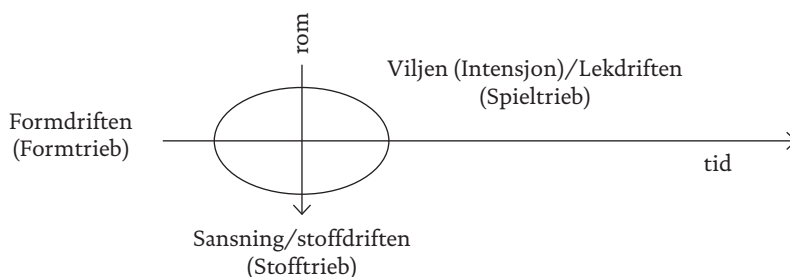 rom
Viljen (Intensjon)/Lekdriften
(Spieltrieb)
Formdriften
(Formtrieb)
tid
Sansning/stoffdriften
(Stofftrieb)